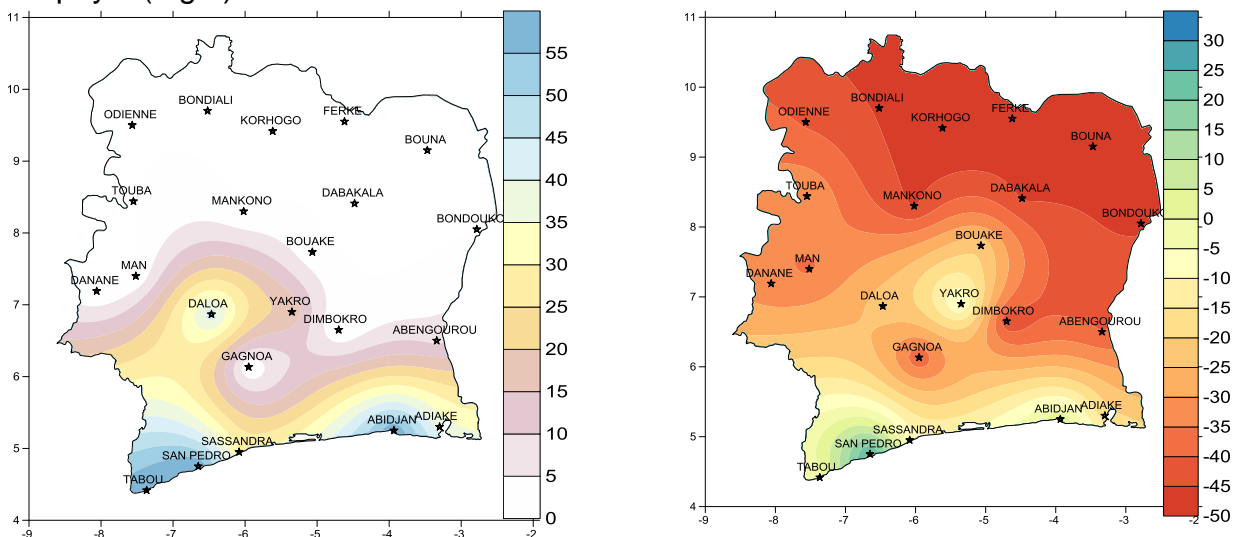 11
10
9
8
7
6
5
4
-9
-8
-7
-6
-5
-4
-3
-2
ODIENNE
BONDIALI
KORHOGO
FERKE
BOUNA
TOUBA
MANKONO
DABAKALA
BONDOUKO
BOUAKE
MAN
DANANE
DALOA
YAKRO
DIMBOKRO
ABENGOUROU
GAGNOA
ABIDJAN
ADIAKE
SASSANDRA
SAN PEDRO
TABOU
55
50
45
40
35
30
25
20
15
10
5
0
11
10
9
8
7
6
5
4
-9
-8
-7
-6
-5
-4
-3
-2
ODIENNE
BONDIALI
KORHOGO
FERKE
BOUNA
TOUBA
MANKONO
DABAKALA
BONDOUKO
BOUAKE
MAN
DANANE
DALOA
YAKRO
DIMBOKRO
ABENGOUROU
GAGNOA
ABIDJAN
ADIAKE
SASSANDRA
SAN PEDRO
TABOU
30
25
20
15
10
5
0
-5
-10
-15
-20
-25
-30
-35
-40
-45
-50